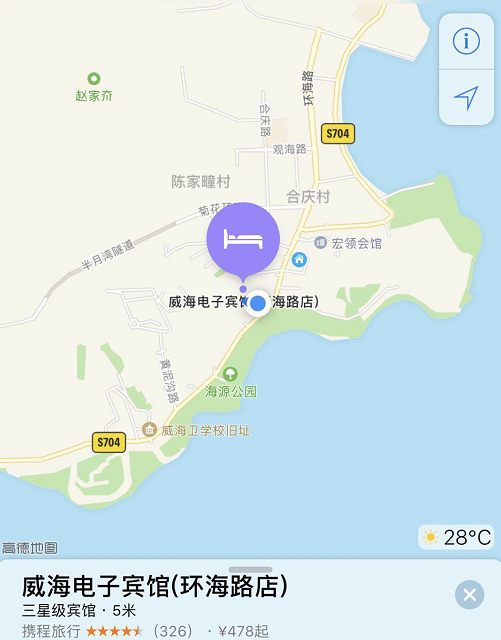 环海路
赵家夼
合庆路
S704
观海路
陈家疃村
合庆村
菊花顶
宏领会馆
半月湾隧道
威海电子宾馆(环海路店)
黄泥沟路
海源公园
S704
威海卫学校旧址
28°C
高德地图
威海电子宾馆(环海路店)
三星级宾馆 · 5米
携程旅行 ★★★★★ (326) · ¥478起